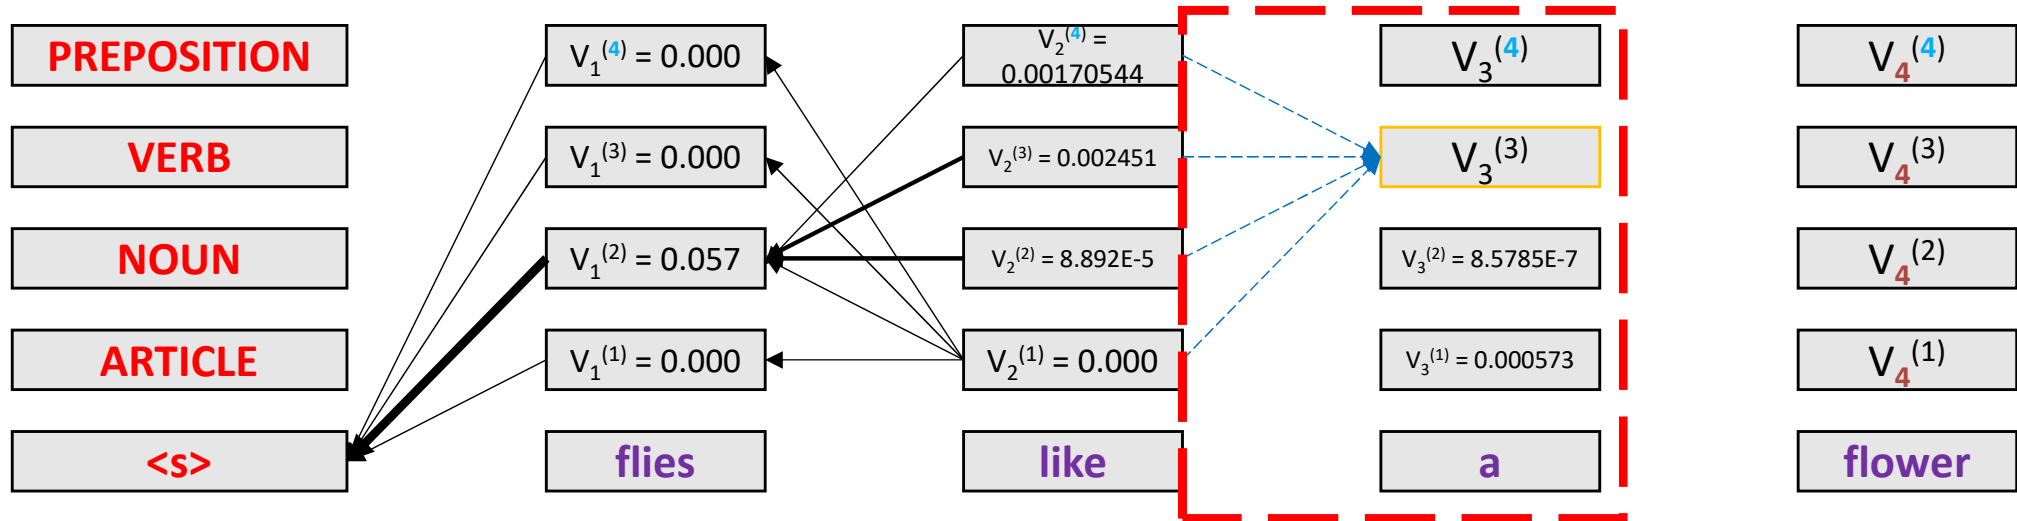 PREPOSITION
V₁⁽⁴⁾ = 0.000
V₂⁽⁴⁾ =
0.00170544
V₃⁽⁴⁾
V₄⁽⁴⁾
VERB
V₁⁽³⁾ = 0.000
V₂⁽³⁾ = 0.002451
V₃⁽³⁾
V₄⁽³⁾
NOUN
V₁⁽²⁾ = 0.057
V₂⁽²⁾ = 8.892E-5
V₃⁽²⁾ = 8.5785E-7
V₄⁽²⁾
ARTICLE
V₁⁽¹⁾ = 0.000
V₂⁽¹⁾ = 0.000
V₃⁽¹⁾ = 0.000573
V₄⁽¹⁾
<s>
flies
like
a
flower